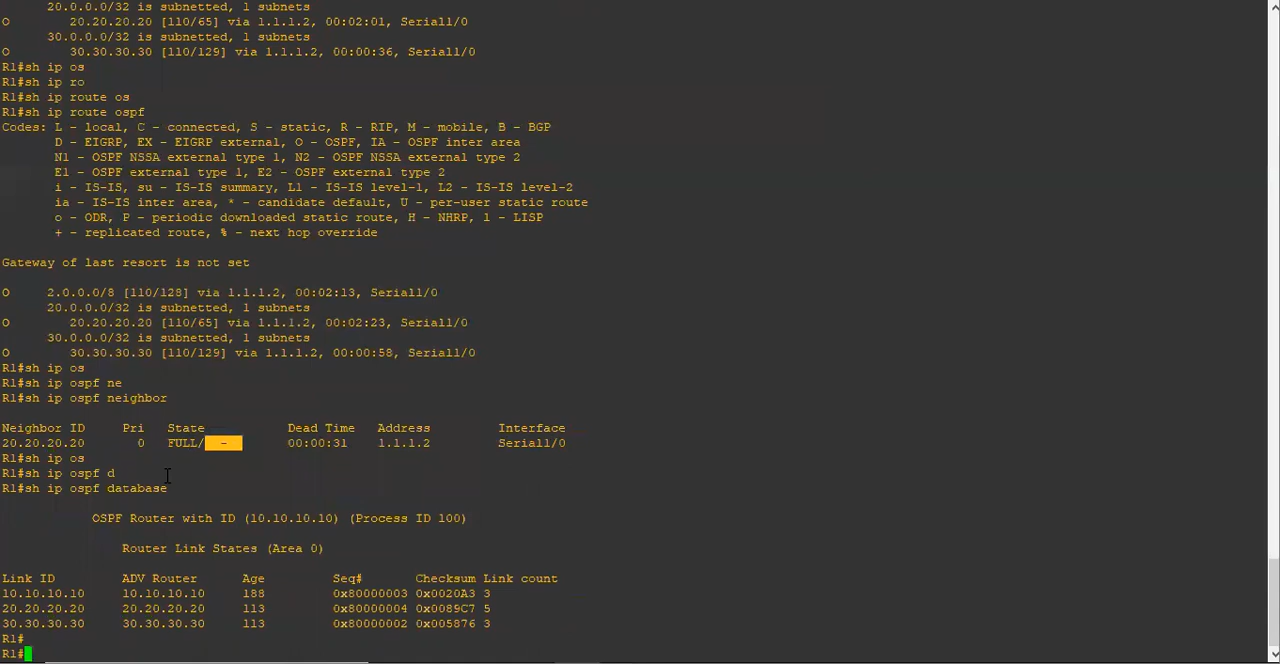 20.0.0.0/32 is subnetted, 1 subnets
O 20.20.20.20 [110/65] via 1.1.1.2, 00:02:01, Serial1/0
30.0.0.0/32 is subnetted, 1 subnets
O 30.30.30.30 [110/129] via 1.1.1.2, 00:00:36, Serial1/0
R1#sh ip os
R1#sh ip ro
R1#sh ip route os
R1#sh ip route ospf
Codes: L - local, C - connected, S - static, R - RIP, M - mobile, B - BGP
D - EIGRP, EX - EIGRP external, O - OSPF, IA - OSPF inter area
N1 - OSPF NSSA external type 1, N2 - OSPF NSSA external type 2
E1 - OSPF external type 1, E2 - OSPF external type 2
i - IS-IS, su - IS-IS summary, L1 - IS-IS level-1, L2 - IS-IS level-2
ia - IS-IS inter area, * - candidate default, U - per-user static route
o - ODR, P - periodic downloaded static route, H - NHRP, l - LISP
+ - replicated route, % - next hop override
Gateway of last resort is not set
O 2.0.0.0/8 [110/128] via 1.1.1.2, 00:02:13, Serial1/0
20.0.0.0/32 is subnetted, 1 subnets
O 20.20.20.20 [110/65] via 1.1.1.2, 00:02:23, Serial1/0
30.0.0.0/32 is subnetted, 1 subnets
O 30.30.30.30 [110/129] via 1.1.1.2, 00:00:58, Serial1/0
R1#sh ip os
R1#sh ip ospf ne
R1#sh ip ospf neighbor
Neighbor ID Pri State Dead Time Address Interface
20.20.20.20 0 FULL/ - 00:00:31 1.1.1.2 Serial1/0
R1#sh ip os
R1#sh ip ospf d
R1#sh ip ospf database
OSPF Router with ID (10.10.10.10) (Process ID 100)
Router Link States (Area 0)
Link ID ADV Router Age Seq# Checksum Link count
10.10.10.10 10.10.10.10 188 0x80000003 0x0020A3 3
20.20.20.20 20.20.20.20 113 0x80000004 0x0089C7 5
30.30.30.30 30.30.30.30 113 0x80000002 0x005876 3
R1#
R1#